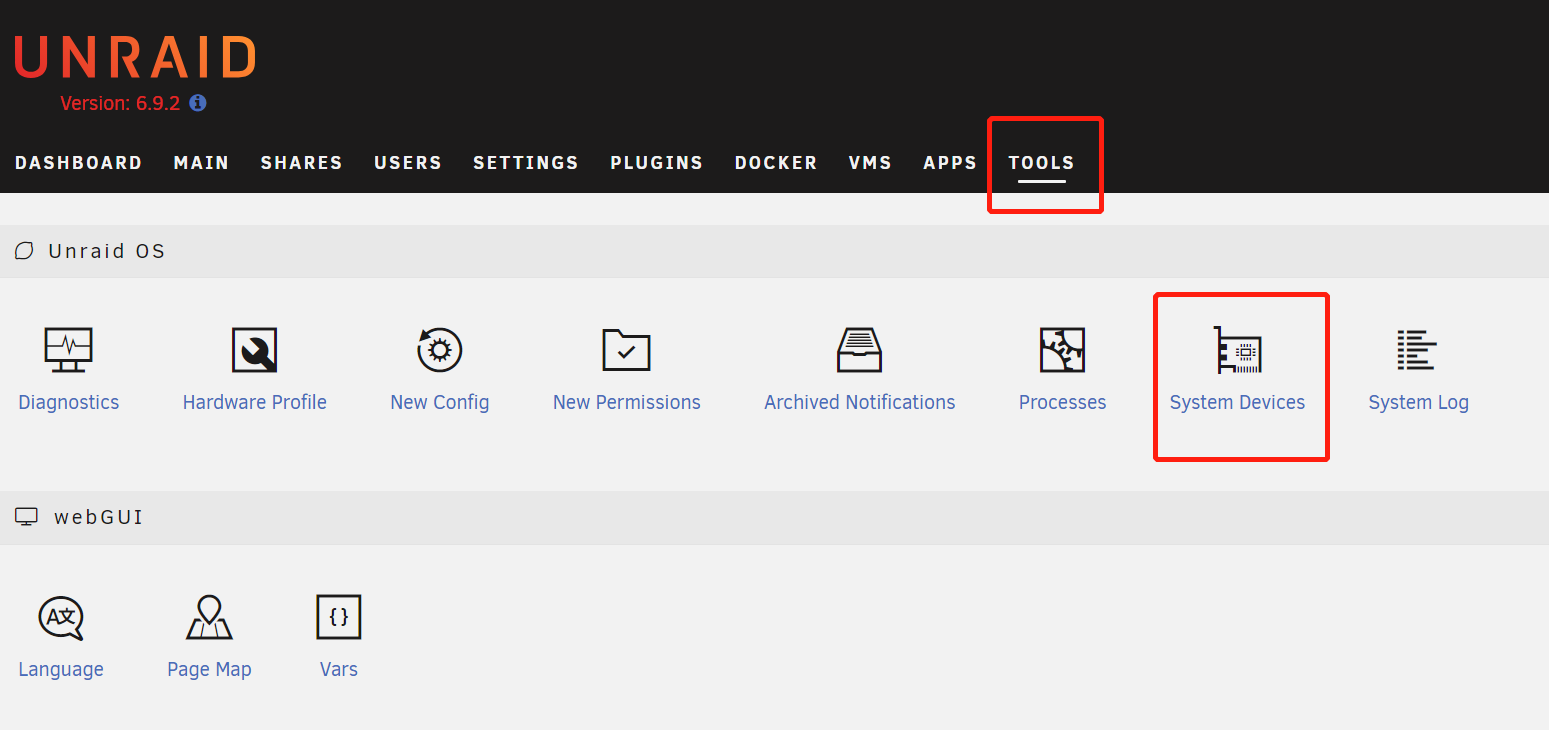 UNRAID
Version: 6.9.2
DASHBOARD MAIN SHARES USERS SETTINGS PLUGINS DOCKER VMS APPS TOOLS
Unraid OS
Diagnostics Hardware Profile New Config New Permissions Archived Notifications Processes System Devices System Log
webGUI
A文 { }
Language Page Map Vars